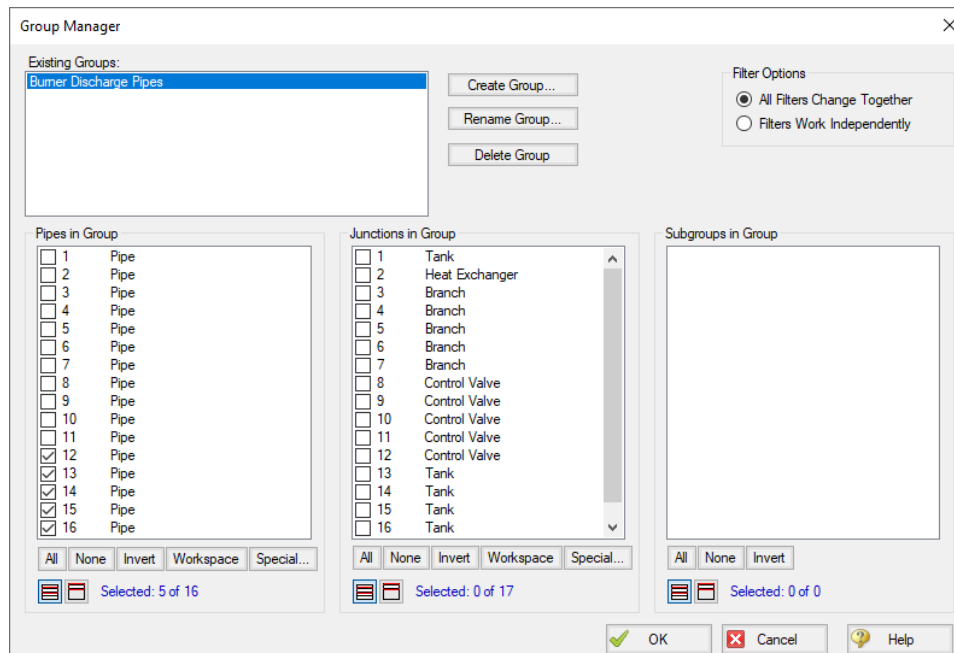 Group Manager
Existing Groups:
Burner Discharge Pipes
Create Group...
Rename Group...
Delete Group
Filter Options
All Filters Change Together
Filters Work Independently
Pipes in Group
1 Pipe
2 Pipe
3 Pipe
4 Pipe
5 Pipe
6 Pipe
7 Pipe
8 Pipe
9 Pipe
10 Pipe
11 Pipe
12 Pipe
13 Pipe
14 Pipe
15 Pipe
16 Pipe
All None Invert Workspace Special...
Selected: 5 of 16
Junctions in Group
1 Tank
2 Heat Exchanger
3 Branch
4 Branch
5 Branch
6 Branch
7 Branch
8 Control Valve
9 Control Valve
10 Control Valve
11 Control Valve
12 Control Valve
13 Tank
14 Tank
15 Tank
16 Tank
All None Invert Workspace Special...
Selected: 0 of 17
Subgroups in Group
All None Invert
Selected: 0 of 0
OK Cancel Help